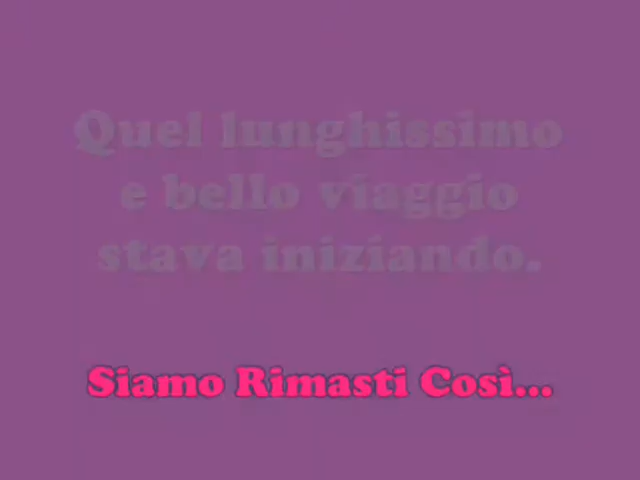 Quel lunghissimo
e bello viaggio
stava iniziando.
Siamo Rimasti Così...